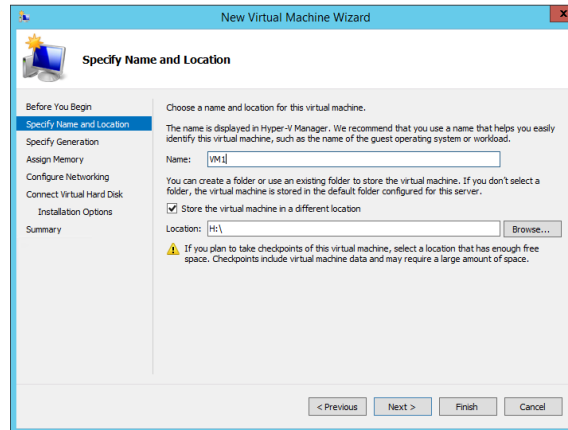 New Virtual Machine Wizard
x
Specify Name and Location
Before You Begin
Specify Name and Location
Specify Generation
Assign Memory
Configure Networking
Connect Virtual Hard Disk
Installation Options
Summary
Choose a name and location for this virtual machine.
The name is displayed in Hyper-V Manager. We recommend that you use a name that helps you easily
identify this virtual machine, such as the name of the guest operating system or workload.
Name: VM1
You can create a folder or use an existing folder to store the virtual machine. If you don't select a
folder, the virtual machine is stored in the default folder configured for this server.
Store the virtual machine in a different location
Location: H:\ Browse...
If you plan to take checkpoints of this virtual machine, select a location that has enough free
space. Checkpoints include virtual machine data and may require a large amount of space.
< Previous Next > Finish Cancel